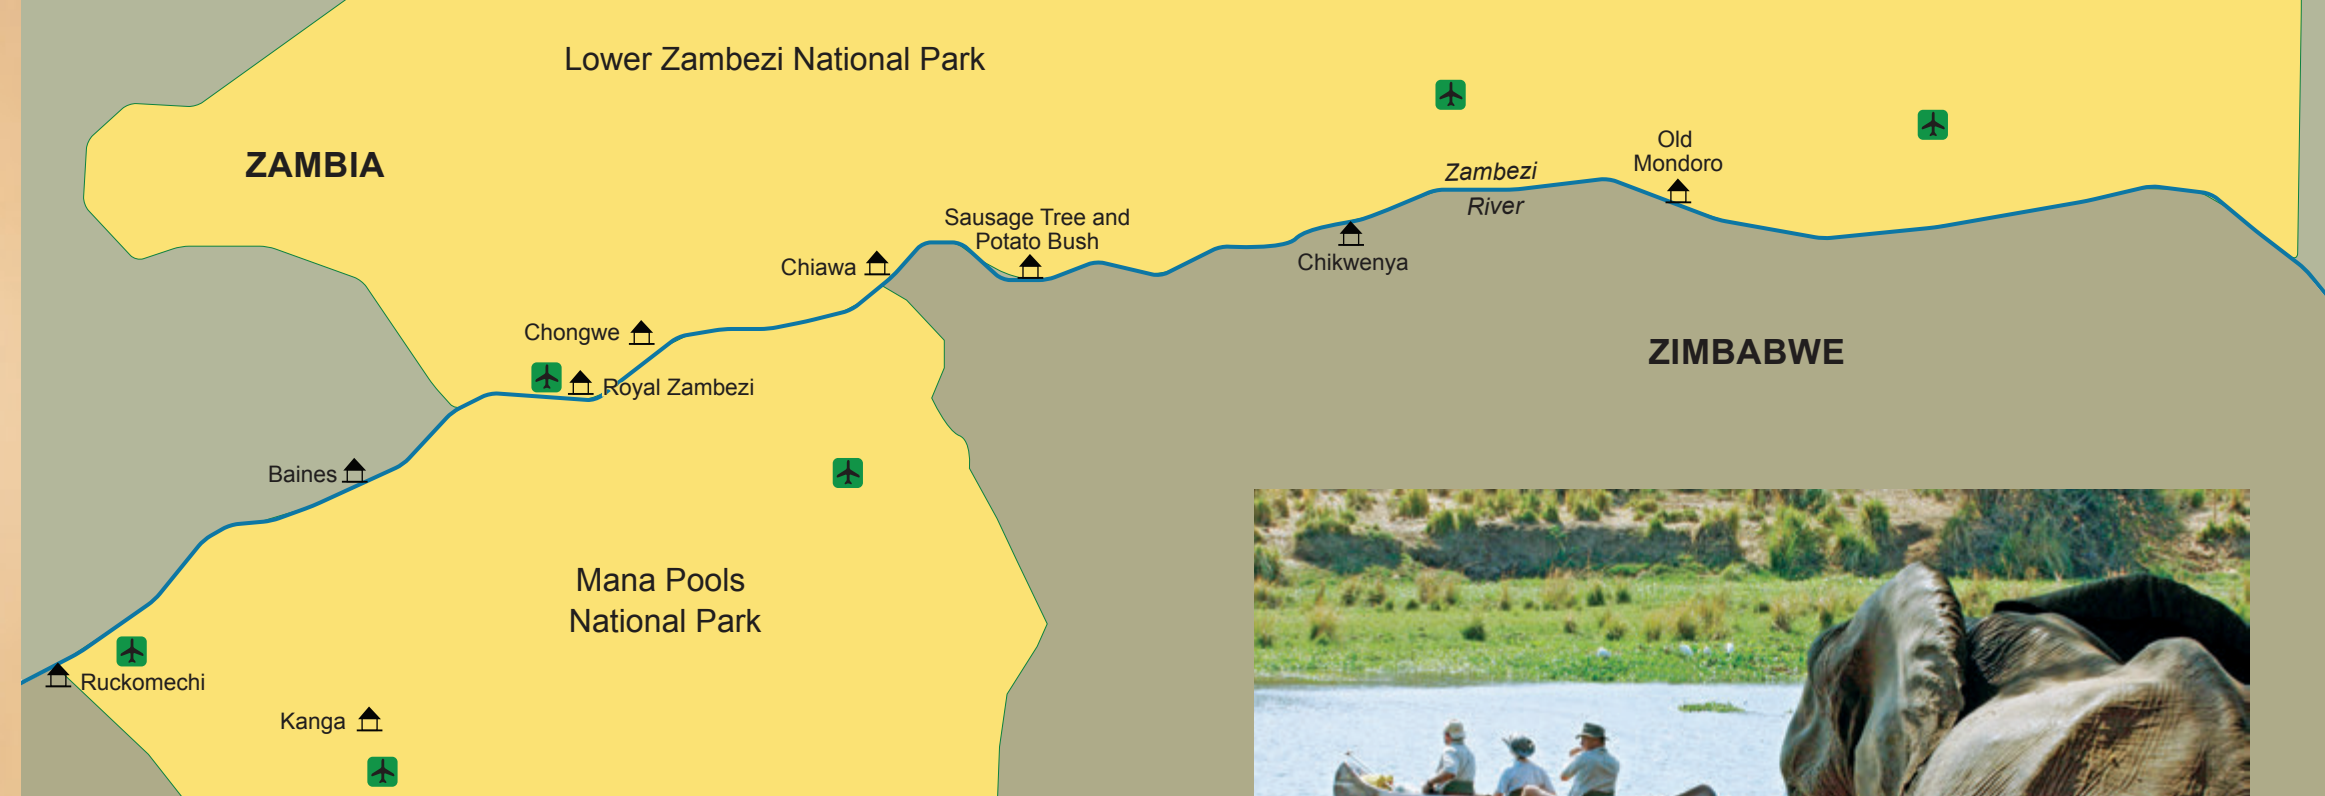 Lower Zambezi National Park
ZAMBIA
Old
Mondoro
Zambezi
River
Sausage Tree and
Potato Bush
Chiawa
Chikwenya
Chongwe
ZIMBABWE
Royal Zambezi
Baines
Mana Pools
National Park
Ruckomechi
Kanga